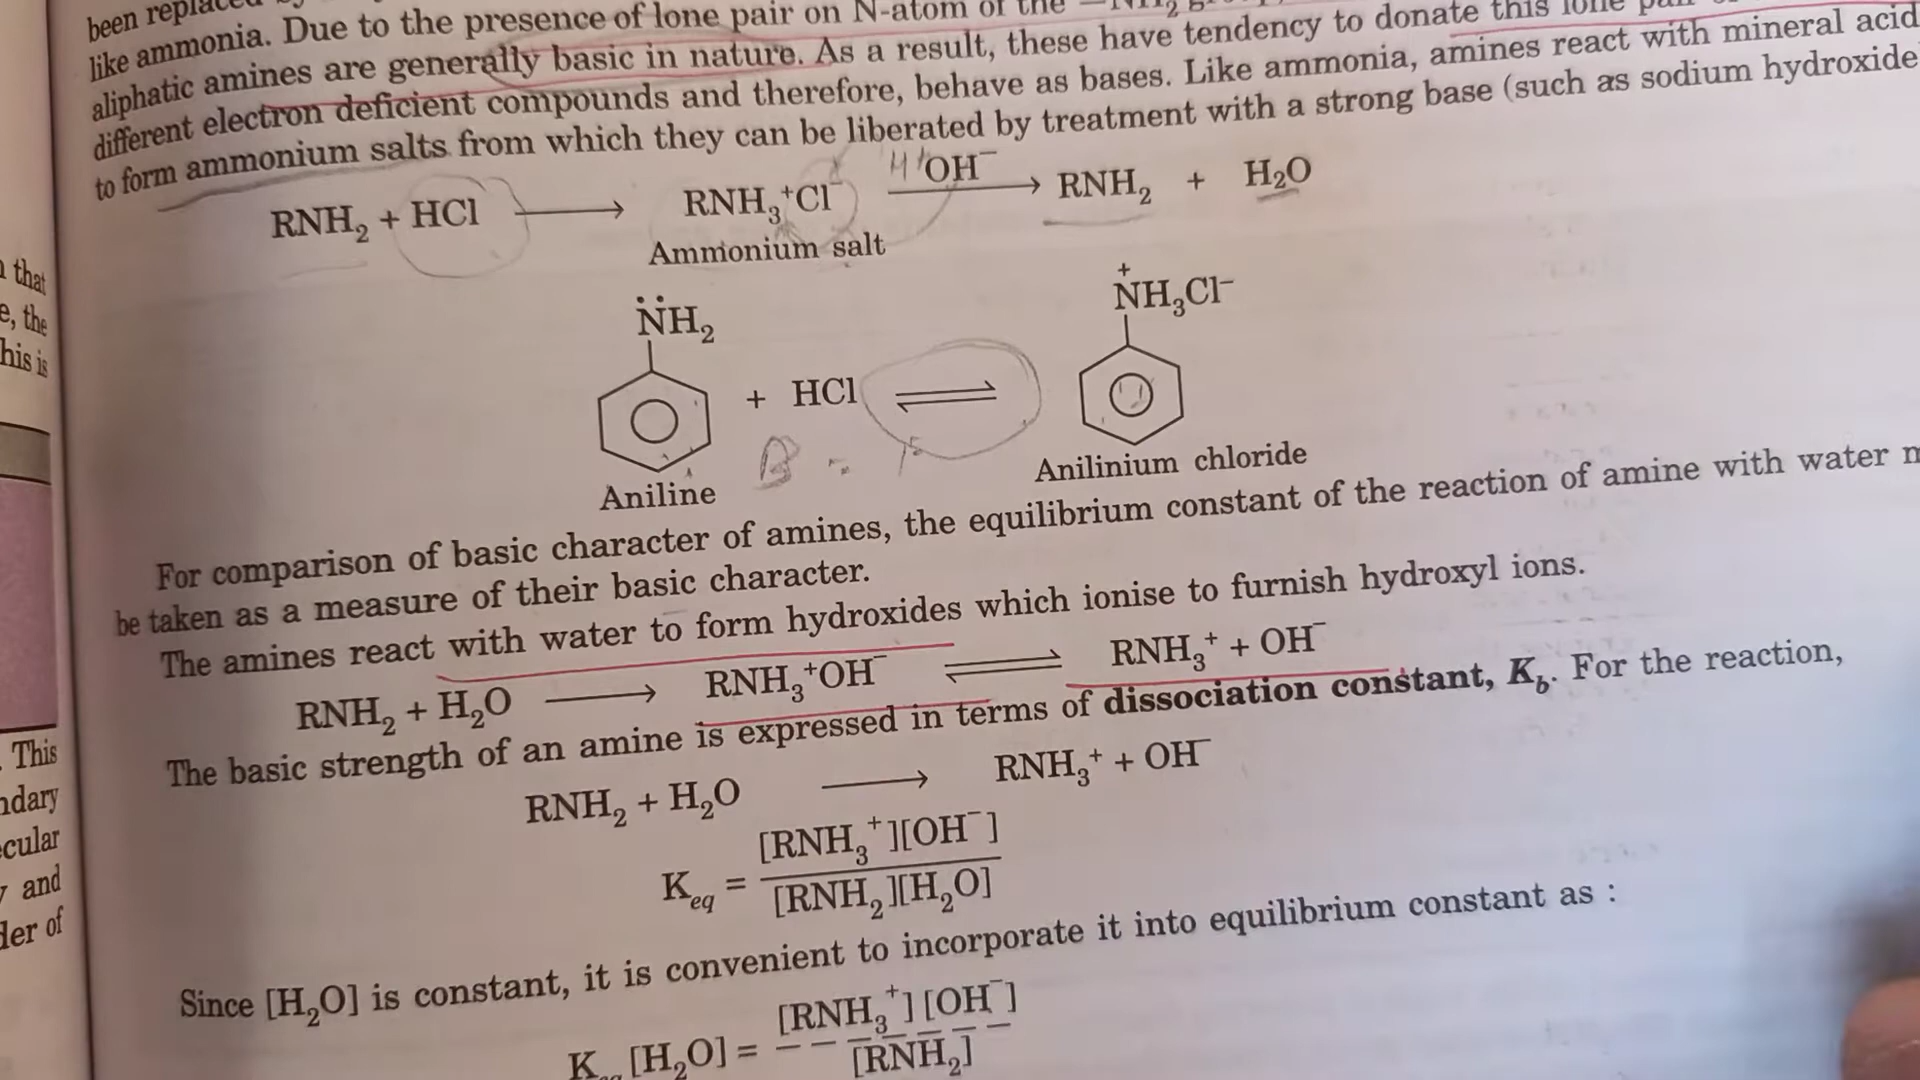 like ammonia. Due to the presence of lone pair on N-atom of the —NH₂
aliphatic amines are generally basic in nature. As a result, these have tendency to donate this lone
different electron deficient compounds and therefore, behave as bases. Like ammonia, amines react with mineral acid
to form ammonium salts from which they can be liberated by treatment with a strong base (such as sodium hydroxide
RNH₂ + HCl ⟶ RNH₃⁺Cl⁻ OH⁻ ⟶ RNH₂ + H₂O
Ammonium salt
N̈H₂ + HCl ⇌ ⁺NH₃Cl⁻
Aniline Anilinium chloride
For comparison of basic character of amines, the equilibrium constant of the reaction of amine with water
be taken as a measure of their basic character.
The amines react with water to form hydroxides which ionise to furnish hydroxyl ions.
RNH₂ + H₂O ⟶ RNH₃⁺OH⁻ ⇌ RNH₃⁺ + OH⁻
The basic strength of an amine is expressed in terms of dissociation constant, K_b. For the reaction,
RNH₂ + H₂O ⟶ RNH₃⁺ + OH⁻
K_eq = [RNH₃⁺][OH⁻] / [RNH₂][H₂O]
Since [H₂O] is constant, it is convenient to incorporate it into equilibrium constant as :
K_eq [H₂O] = [RNH₃⁺][OH⁻] / [RNH₂]
that
the
his is
This
and
of